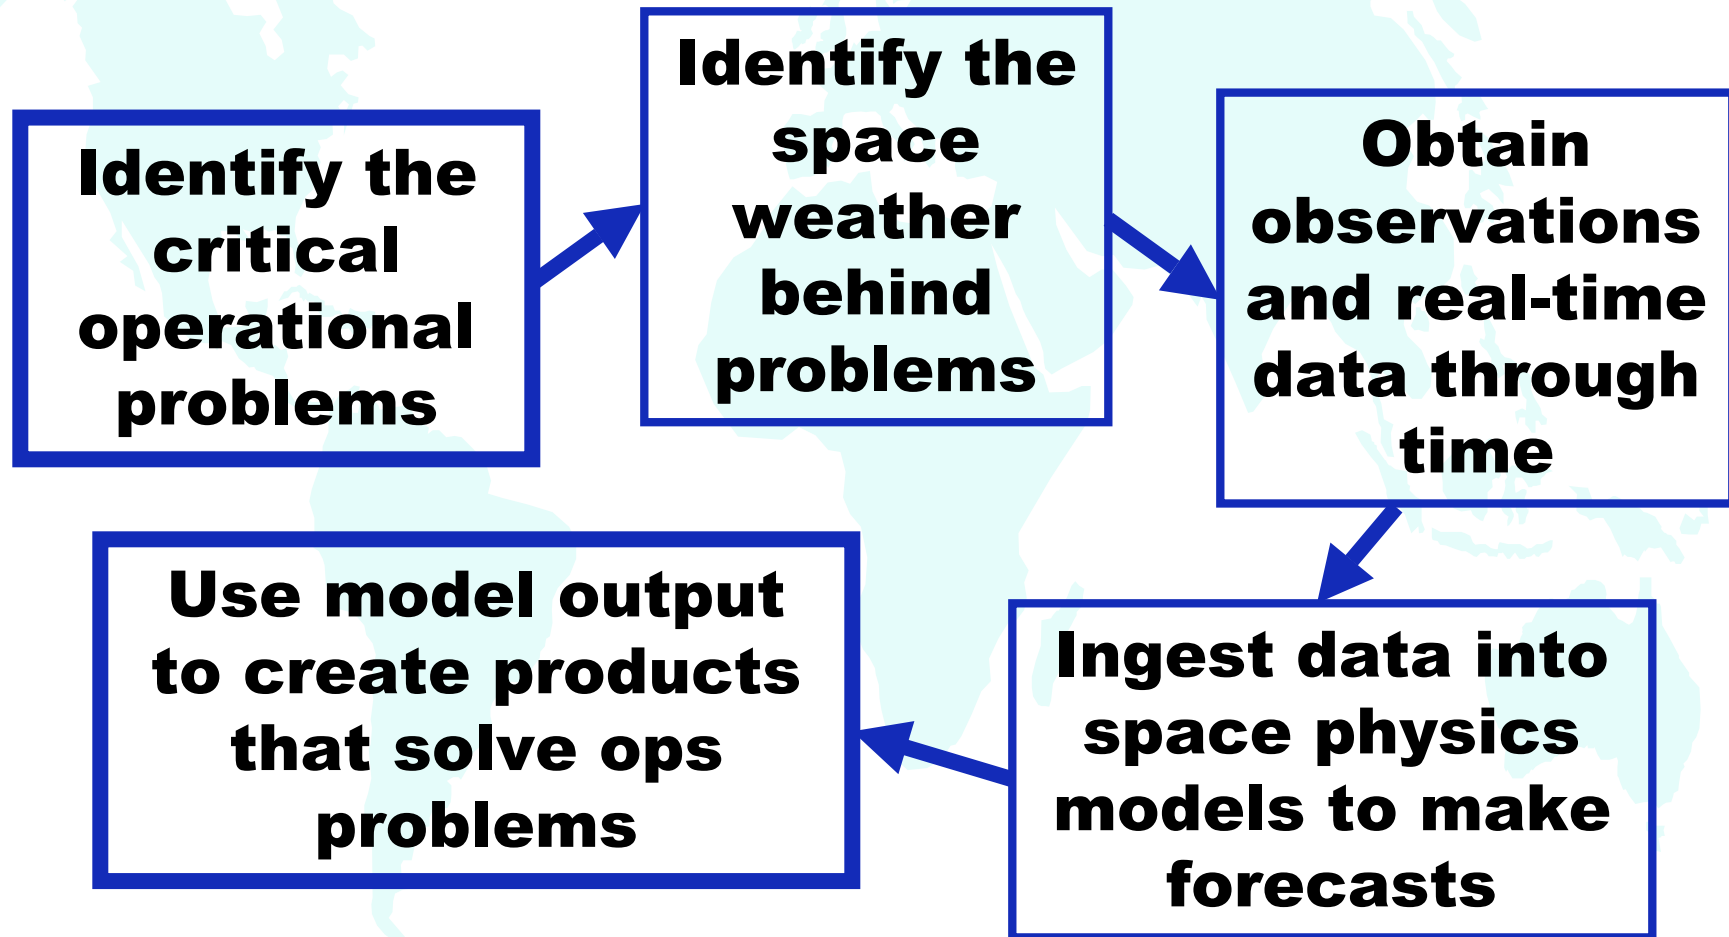 Identify the
critical
operational
problems
Identify the
space
weather
behind
problems
Obtain
observations
and real-time
data through
time
Ingest data into
space physics
models to make
forecasts
Use model output
to create products
that solve ops
problems